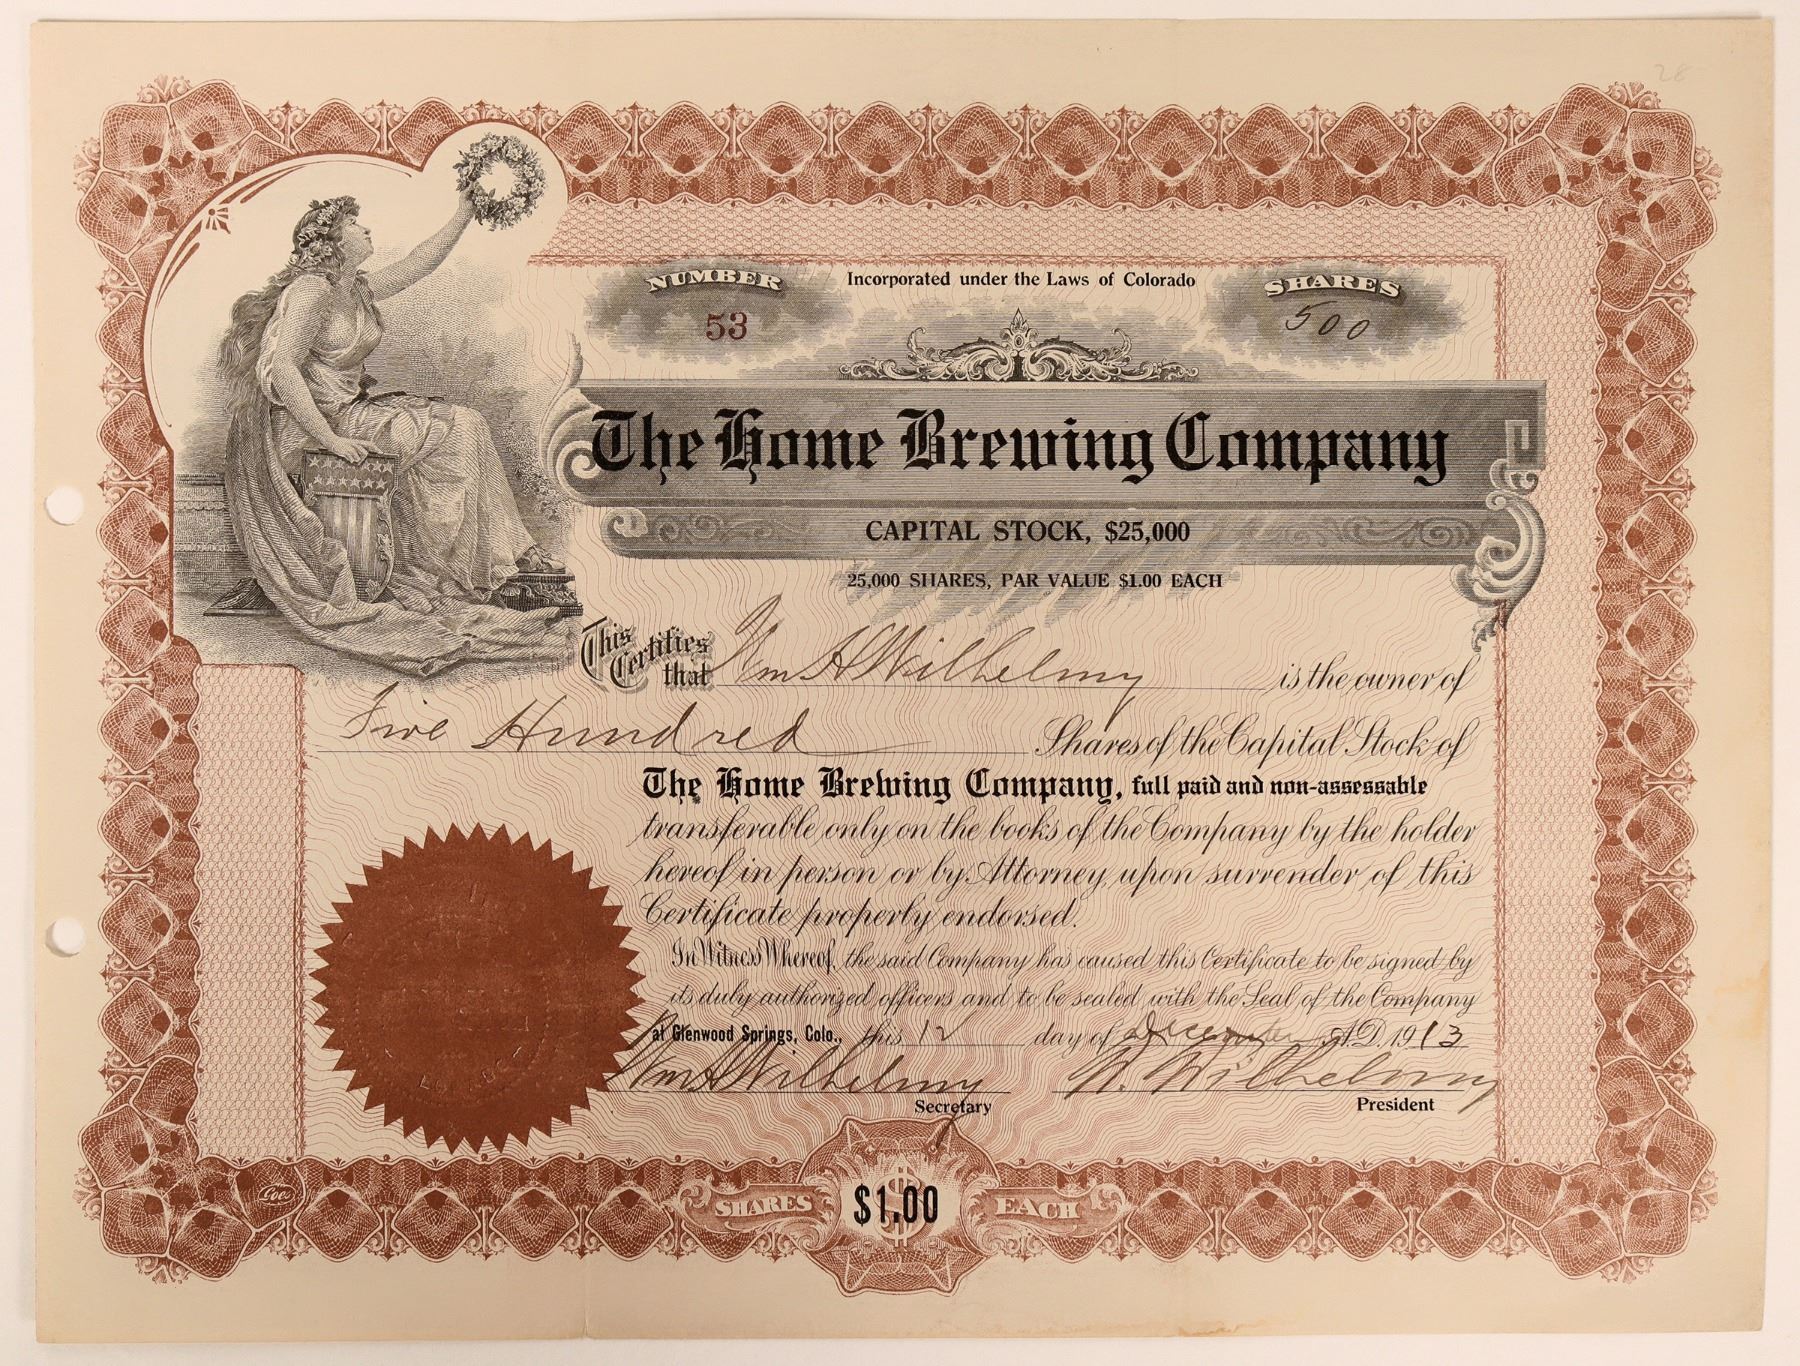 28
NUMBER
53
Incorporated under the Laws of Colorado
SHARES
500
The Home Brewing Company
CAPITAL STOCK, $25,000
25,000 SHARES, PAR VALUE $1.00 EACH
This Certifies that Wm A Wilhelmy is the owner of
Five Hundred Shares of the Capital Stock of
The Home Brewing Company, full paid and non-assessable
transferable only on the books of the Company by the holder
hereof in person or by Attorney upon surrender of this
Certificate properly endorsed.
In Witness Whereof, the said Company has caused this Certificate to be signed by
its duly authorized officers and to be sealed with the Seal of the Company
at Glenwood Springs, Colo., this 12 day of December A.D. 1913
Wm A Wilhelmy
Secretary
Wilhelmy
President
Goes
SHARES $1.00 EACH